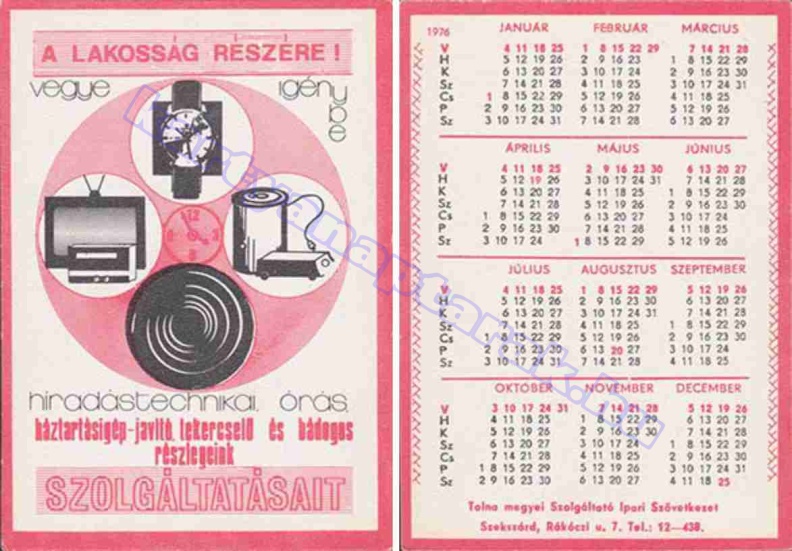 A LAKOSSÁG RÉSZÉRE !
vegye igénybe
12 3 6 9
híradástechnikai, órás,
háztartásigép-javító, tekercselő és bádogos
részlegeink
SZOLGÁLTATÁSAIT
1976 JANUÁR FEBRUÁR MÁRCIUS
V 4 11 18 25 1 8 15 22 29 7 14 21 28
H 5 12 19 26 2 9 16 23 1 8 15 22 29
K 6 13 20 27 3 10 17 24 2 9 16 23 30
Sz 7 14 21 28 4 11 18 25 3 10 17 24 31
Cs 1 8 15 22 29 5 12 19 26 4 11 18 25
P 2 9 16 23 30 6 13 20 27 5 12 19 26
Sz 3 10 17 24 31 7 14 21 28 6 13 20 27
ÁPRILIS MÁJUS JÚNIUS
V 4 11 18 25 2 9 16 23 30 6 13 20 27
H 5 12 19 26 3 10 17 24 31 7 14 21 28
K 6 13 20 27 4 11 18 25 1 8 15 22 29
Sz 7 14 21 28 5 12 19 26 2 9 16 23 30
Cs 1 8 15 22 29 6 13 20 27 3 10 17 24
P 2 9 16 23 30 7 14 21 28 4 11 18 25
Sz 3 10 17 24 1 8 15 22 29 5 12 19 26
JÚLIUS AUGUSZTUS SZEPTEMBER
V 4 11 18 25 1 8 15 22 29 5 12 19 26
H 5 12 19 26 2 9 16 23 30 6 13 20 27
K 6 13 20 27 3 10 17 24 31 7 14 21 28
Sz 7 14 21 28 4 11 18 25 1 8 15 22 29
Cs 1 8 15 22 29 5 12 19 26 2 9 16 23 30
P 2 9 16 23 30 6 13 20 27 3 10 17 24
Sz 3 10 17 24 31 7 14 21 28 4 11 18 25
OKTÓBER NOVEMBER DECEMBER
V 3 10 17 24 31 7 14 21 28 5 12 19 26
H 4 11 18 25 1 8 15 22 29 6 13 20 27
K 5 12 19 26 2 9 16 23 30 7 14 21 28
Sz 6 13 20 27 3 10 17 24 1 8 15 22 29
Cs 7 14 21 28 4 11 18 25 2 9 16 23 30
P 1 8 15 22 29 5 12 19 26 3 10 17 24 31
Sz 2 9 16 23 30 6 13 20 27 4 11 18 25
Tolna megyei Szolgáltató Ipari Szövetkezet
Szekszárd, Rákóczi u. 7. Tel.: 12—438.
kartyanaptarak.hu